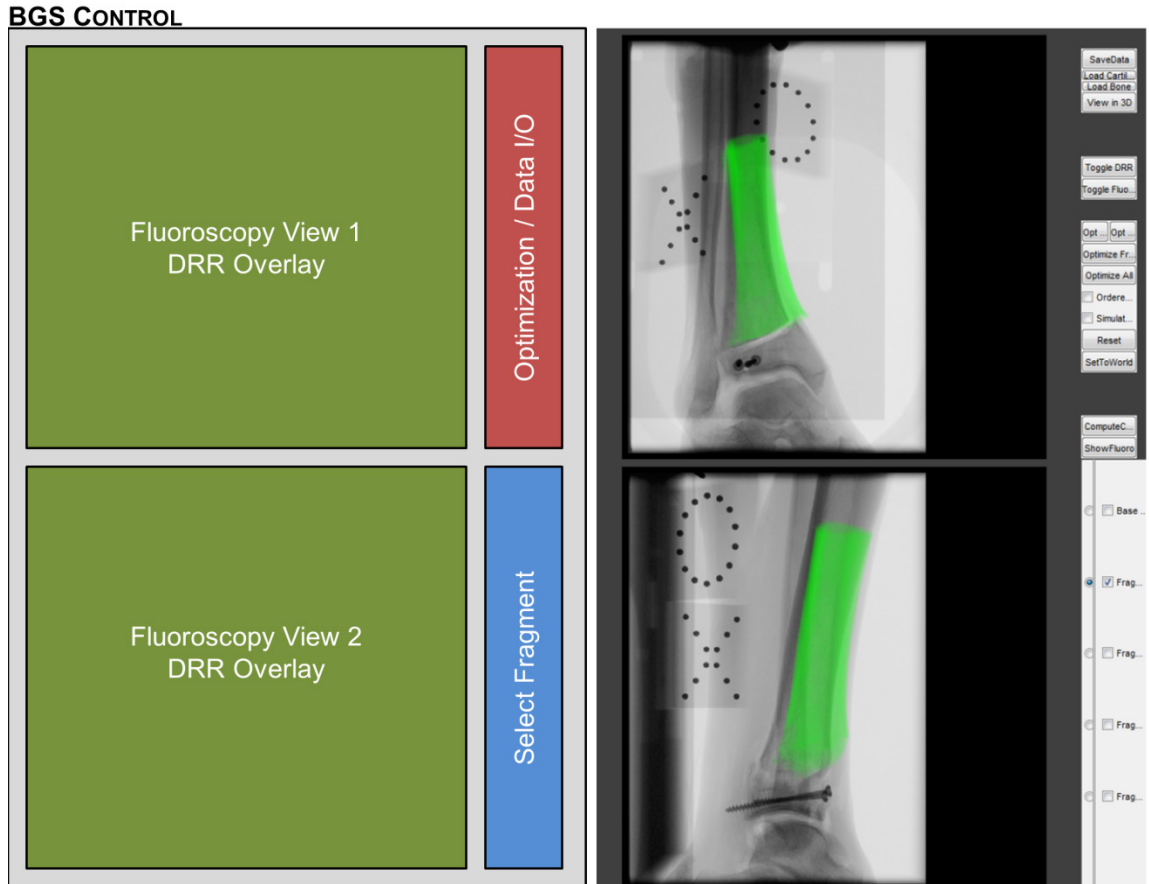 BGS CONTROL
Fluoroscopy View 1
DRR Overlay
Optimization / Data I/O
Fluoroscopy View 2
DRR Overlay
Select Fragment
SaveData
Load Cartil...
Load Bone
View in 3D
Toggle DRR
Toggle Fluo...
Opt ... Opt ...
Optimize Fr...
Optimize All
Ordere...
Simulat...
Reset
SetToWorld
ComputeC...
ShowFluoro
Base ...
Frag...
Frag...
Frag...
Frag...